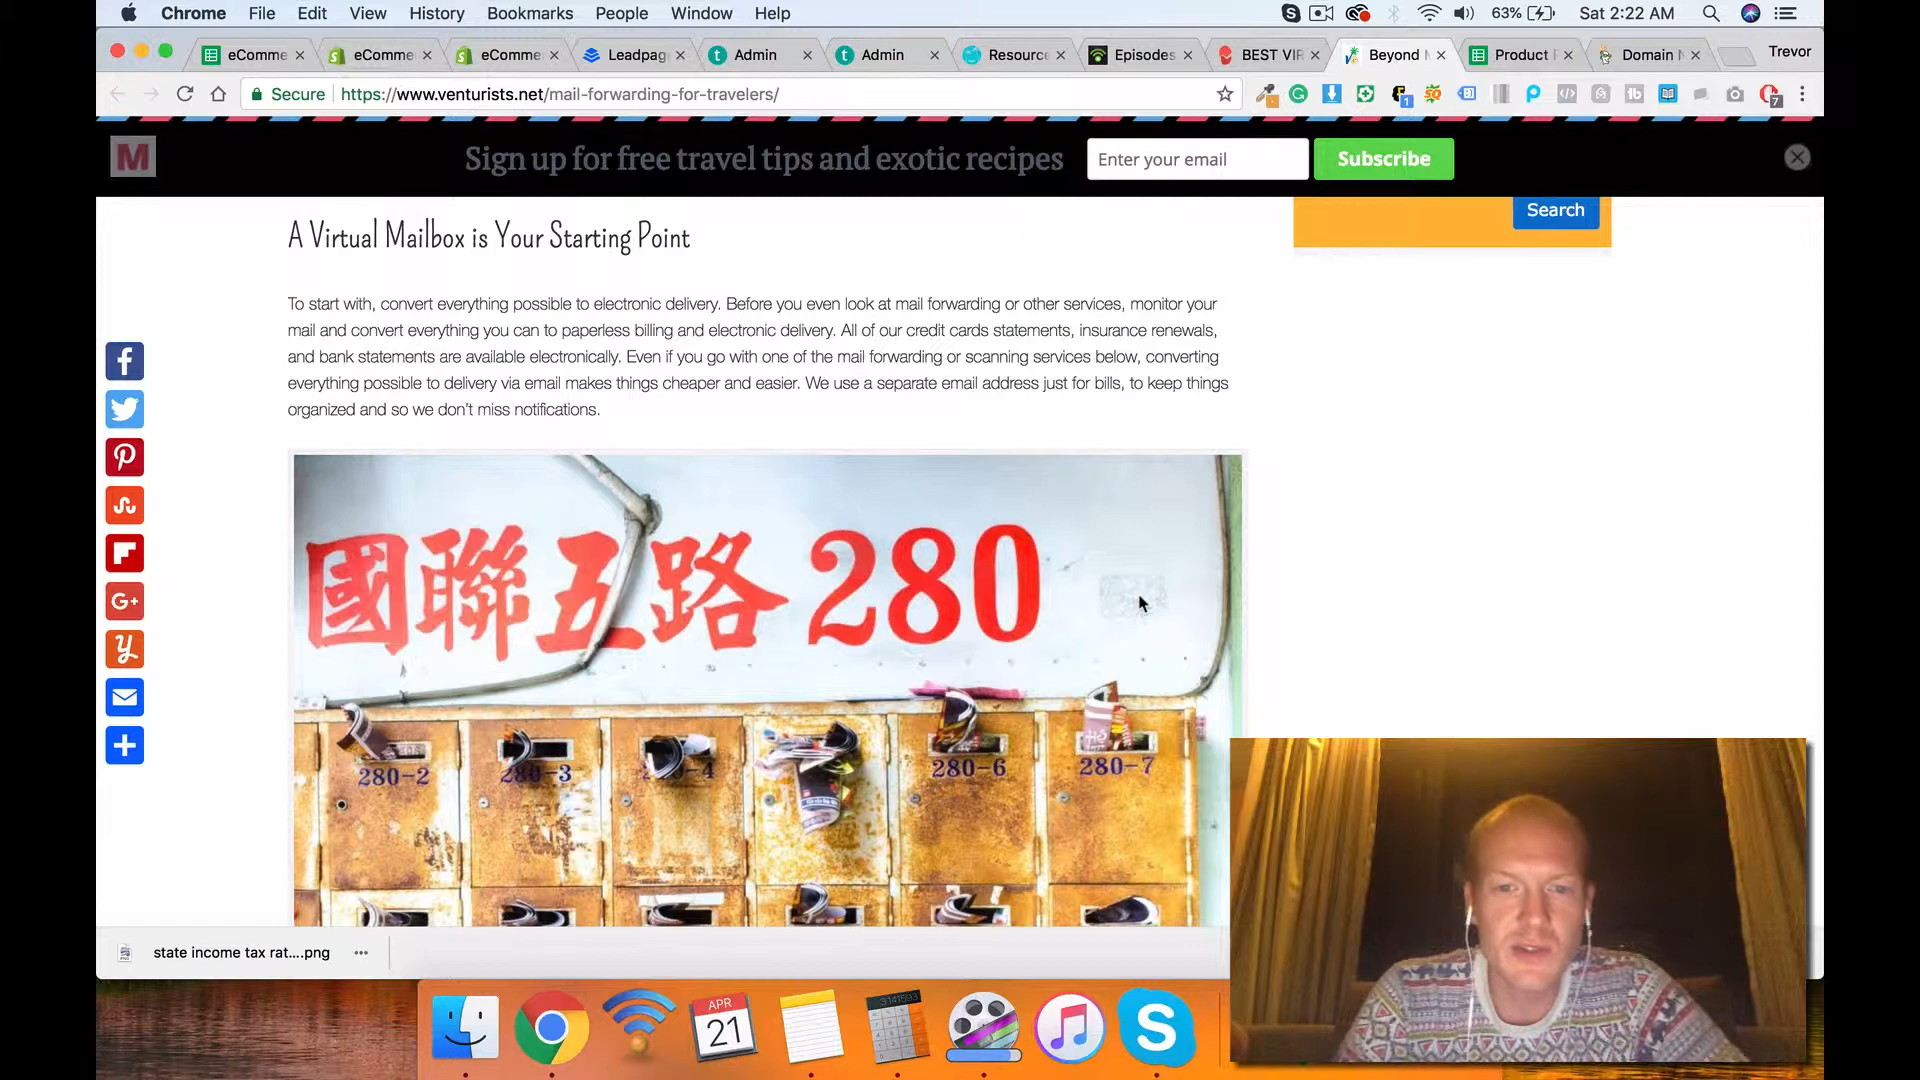 Chrome File Edit View History Bookmarks People Window Help 63% Sat 2:22 AM
eComme eComme eComme Leadpag Admin Admin Resource Episodes BEST VIR Beyond M Product Domain N Trevor
Secure https://www.venturists.net/mail-forwarding-for-travelers/
M Sign up for free travel tips and exotic recipes Enter your email Subscribe
Search
A Virtual Mailbox is Your Starting Point
To start with, convert everything possible to electronic delivery. Before you even look at mail forwarding or other services, monitor your
mail and convert everything you can to paperless billing and electronic delivery. All of our credit cards statements, insurance renewals,
and bank statements are available electronically. Even if you go with one of the mail forwarding or scanning services below, converting
everything possible to delivery via email makes things cheaper and easier. We use a separate email address just for bills, to keep things
organized and so we don't miss notifications.
國聯五路 280
280-2 280-3 280-6 280-7
state income tax rat....png
APR
21